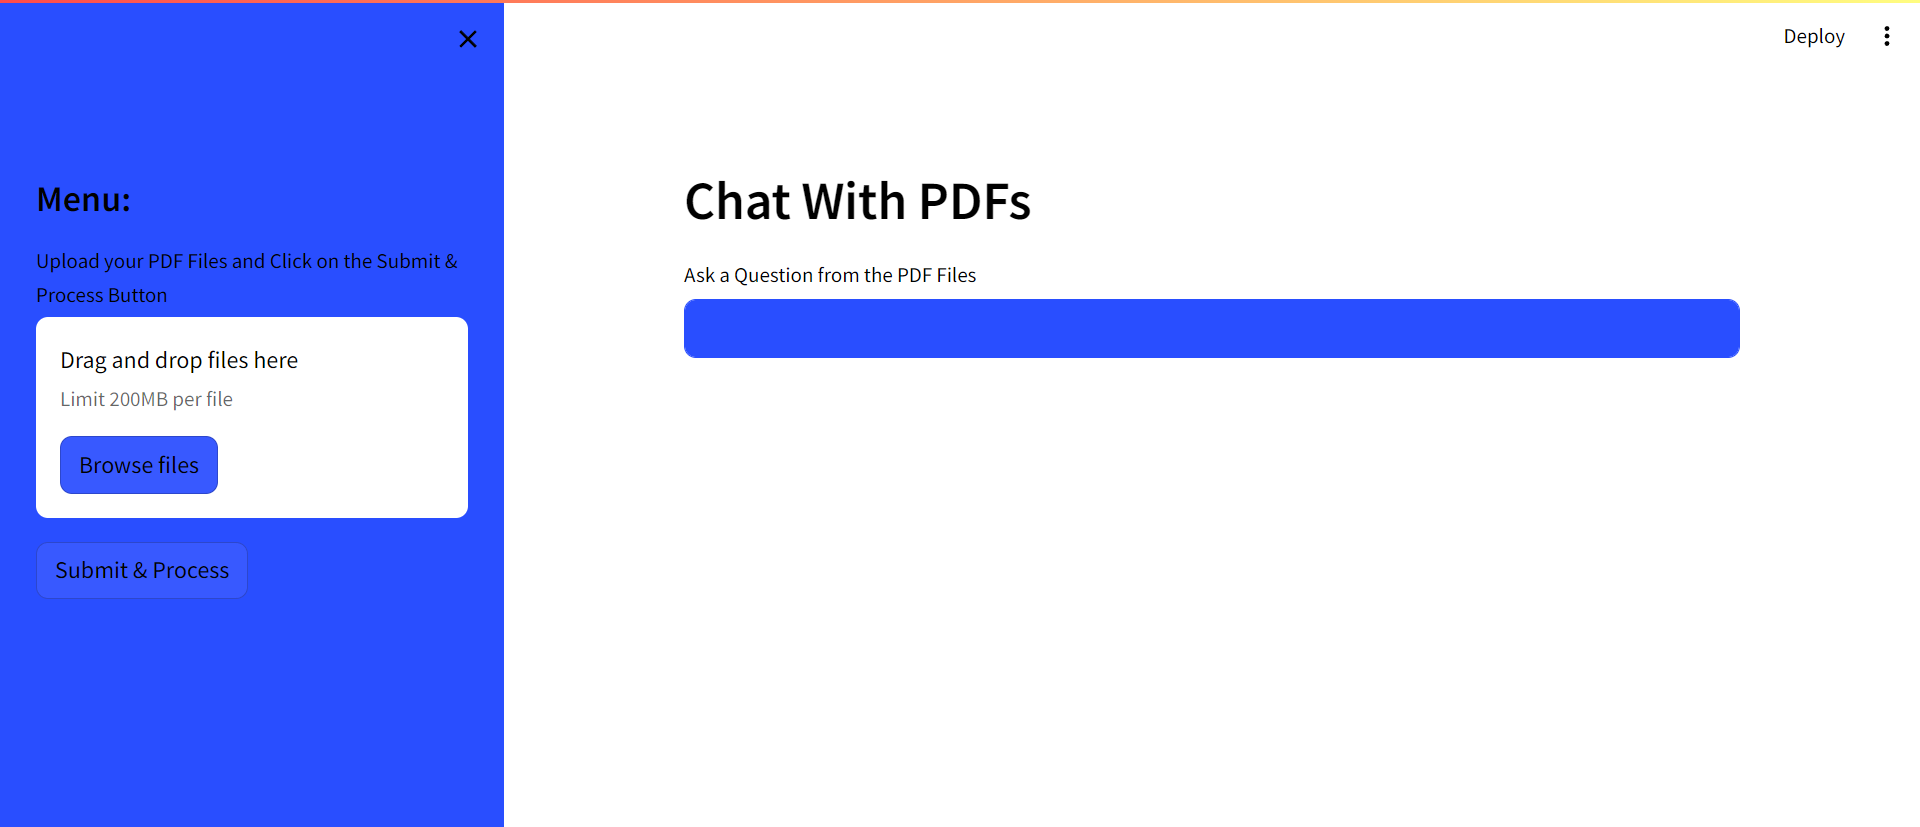 Deploy
Menu:
Upload your PDF Files and Click on the Submit &
Process Button
Drag and drop files here
Limit 200MB per file
Browse files
Submit & Process
Chat With PDFs
Ask a Question from the PDF Files